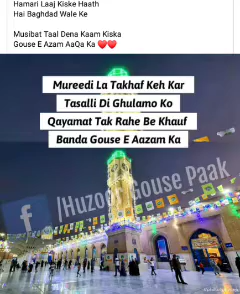 Hamari Laaj Kiske Haath
Hai Baghdad Wale Ke
Musibat Taal Dena Kaam Kiska
Gouse E Azam AaQa Ka ❤️❤️
Mureedi La Takhaf Keh Kar
Tasalli Di Ghulamo Ko
Qayamat Tak Rahe Be Khauf
Banda Gouse E Aazam Ka
f /Huzoor Gouse Paak